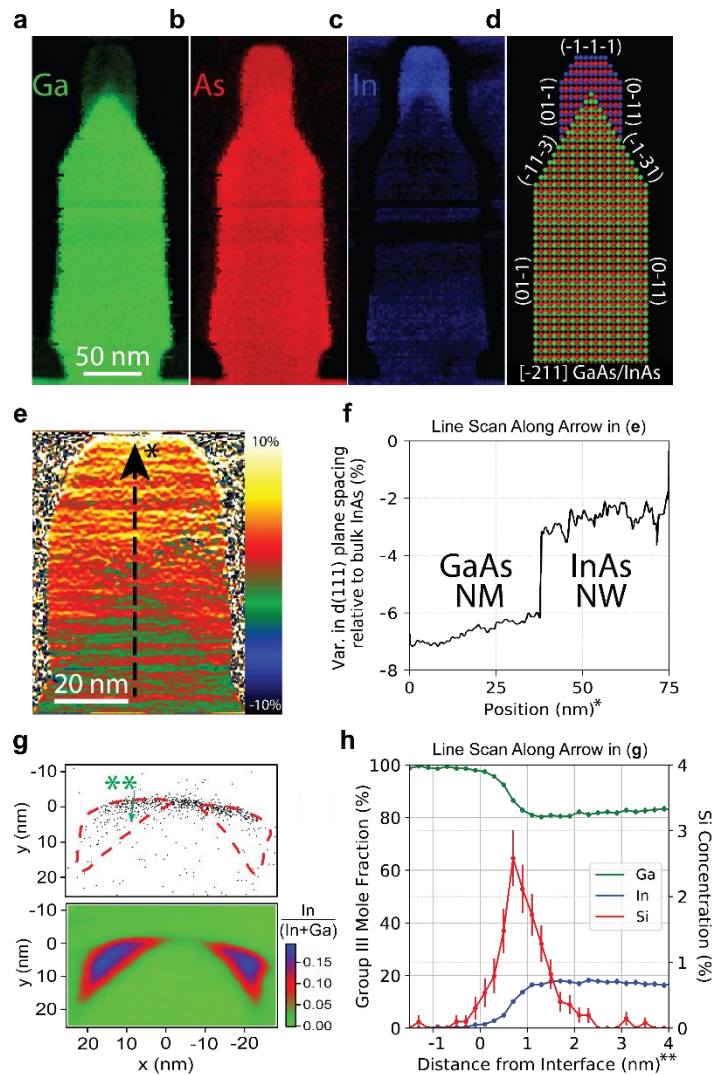 a
b
c
d
Ga
As
In
50 nm
(-1-1-1)
(01-1)
(0-11)
(-11-3)
(-1-31)
(01-1)
(0-11)
[-211] GaAs/InAs
e
10%
*
20 nm
-10%
f
Line Scan Along Arrow in (e)
Var. in d(111) plane spacing
relative to bulk InAs (%)
0
-2
-4
-6
-8
GaAs
NM
InAs
NW
0
25
50
75
Position (nm)*
g
y (nm)
-10
0
10
20
**
y (nm)
-10
0
10
20
20
10
0
-10
-20
x (nm)
In
(In+Ga)
0.15
0.10
0.05
0.00
h
Line Scan Along Arrow in (g)
Group III Mole Fraction (%)
100
80
60
40
20
0
Ga
In
Si
4
3
2
1
0
Si Concentration (%)
-1
0
1
2
3
4
Distance from Interface (nm)**